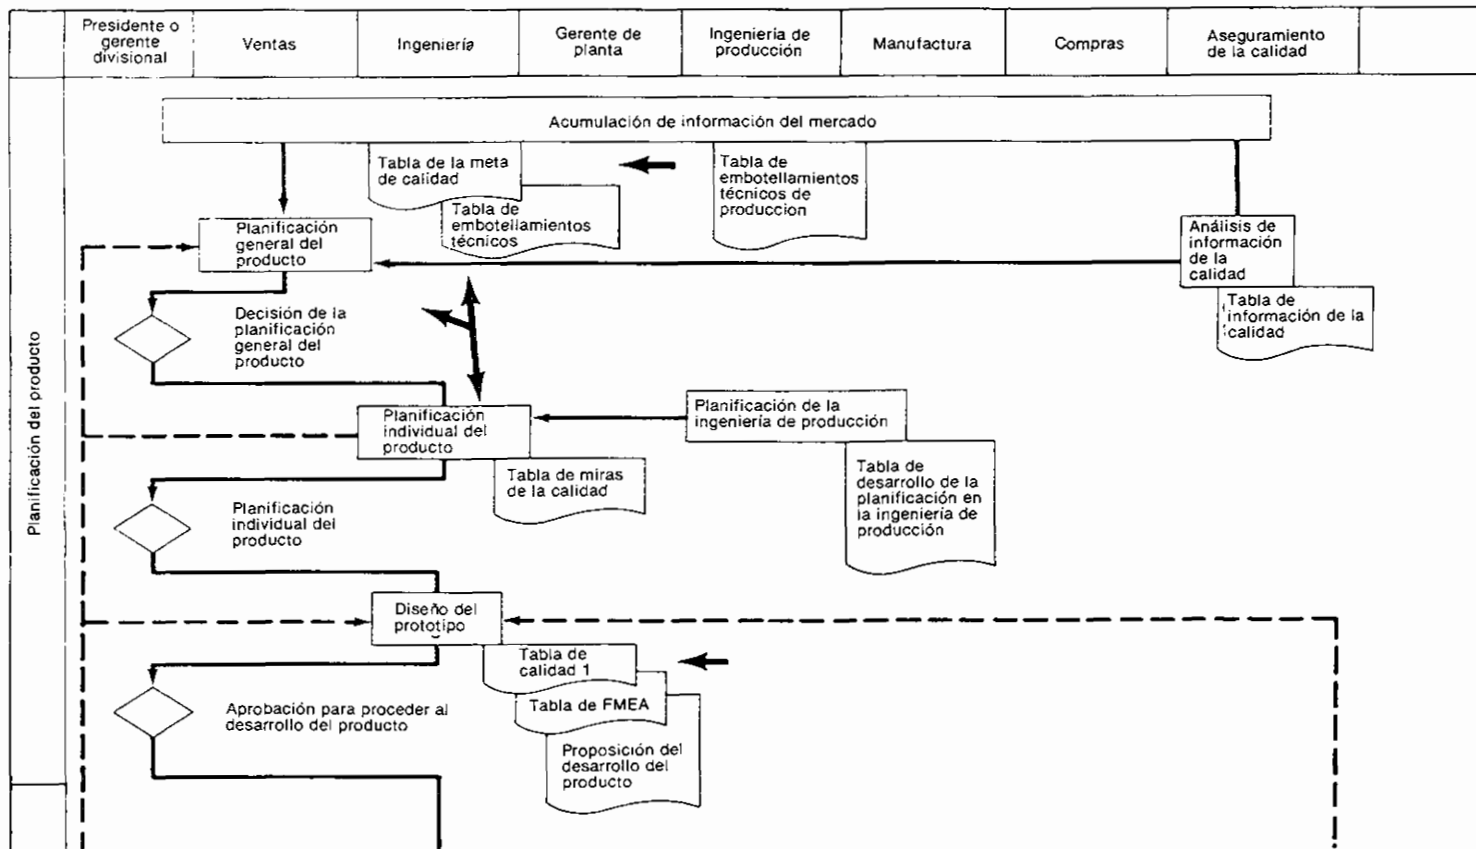 Presidente o
gerente
divisional
Ventas
Ingeniería
Gerente de
planta
Ingeniería de
producción
Manufactura
Compras
Aseguramiento
de la calidad
Planificación del producto
Acumulación de información del mercado
Tabla de la meta
de calidad
Tabla de
embotellamientos
técnicos
Tabla de
embotellamientos
técnicos de
produccion
Planificación
general del
producto
Análisis de
información
de la
calidad
Tabla de
información de la
calidad
Decisión de la
planificación
general del
producto
Planificación
individual del
producto
Planificación de la
ingeniería de producción
Tabla de miras
de la calidad
Tabla de
desarrollo de la
planificación en
la ingeniería de
producción
Planificación
individual del
producto
Diseño del
prototipo
Tabla de
calidad 1
Tabla de FMEA
Proposición del
desarrollo del
producto
Aprobación para proceder al
desarrollo del producto